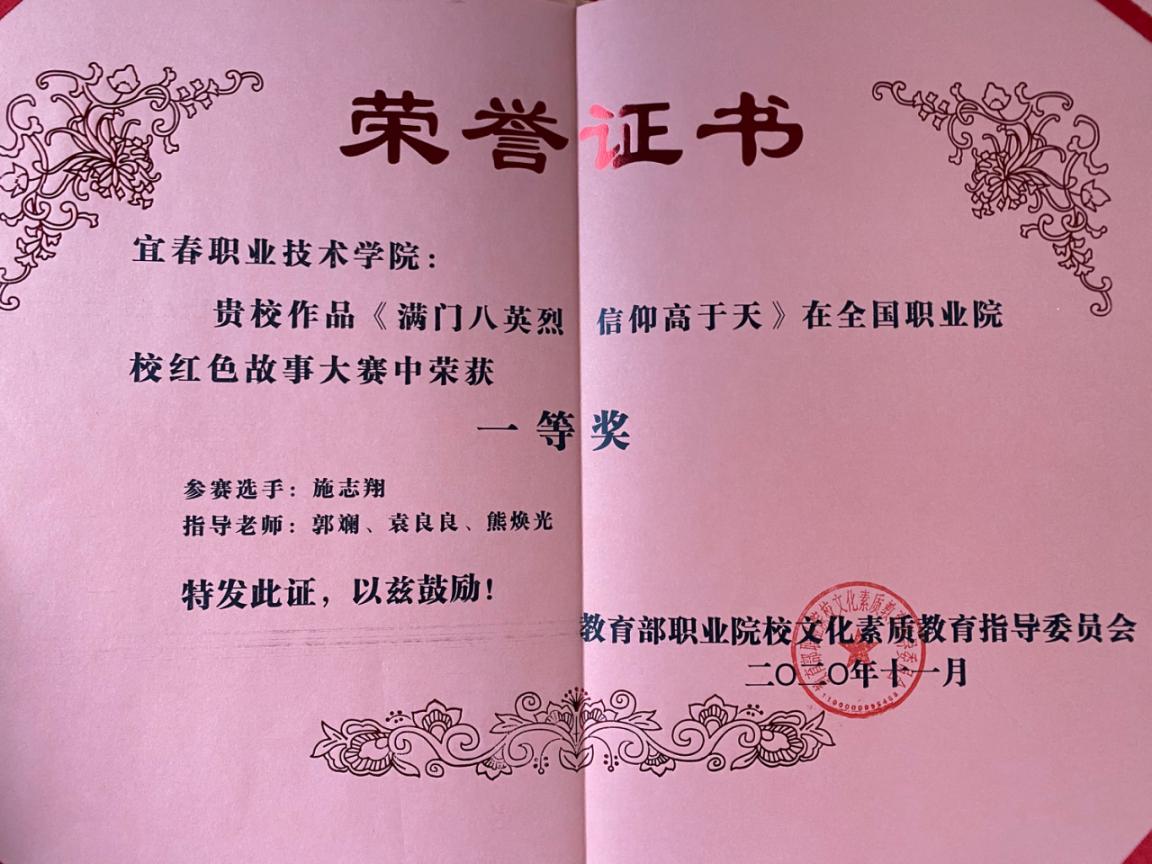 荣誉证书
宜春职业技术学院：
贵校作品《满门八英烈 信仰高于天》在全国职业院
校红色故事大赛中荣获
一等奖
参赛选手：施志翔
指导老师：郭斓、袁良良、熊焕光
特发此证，以兹鼓励！
教育部职业院校文化素质教育指导委员会
二〇二〇年十一月